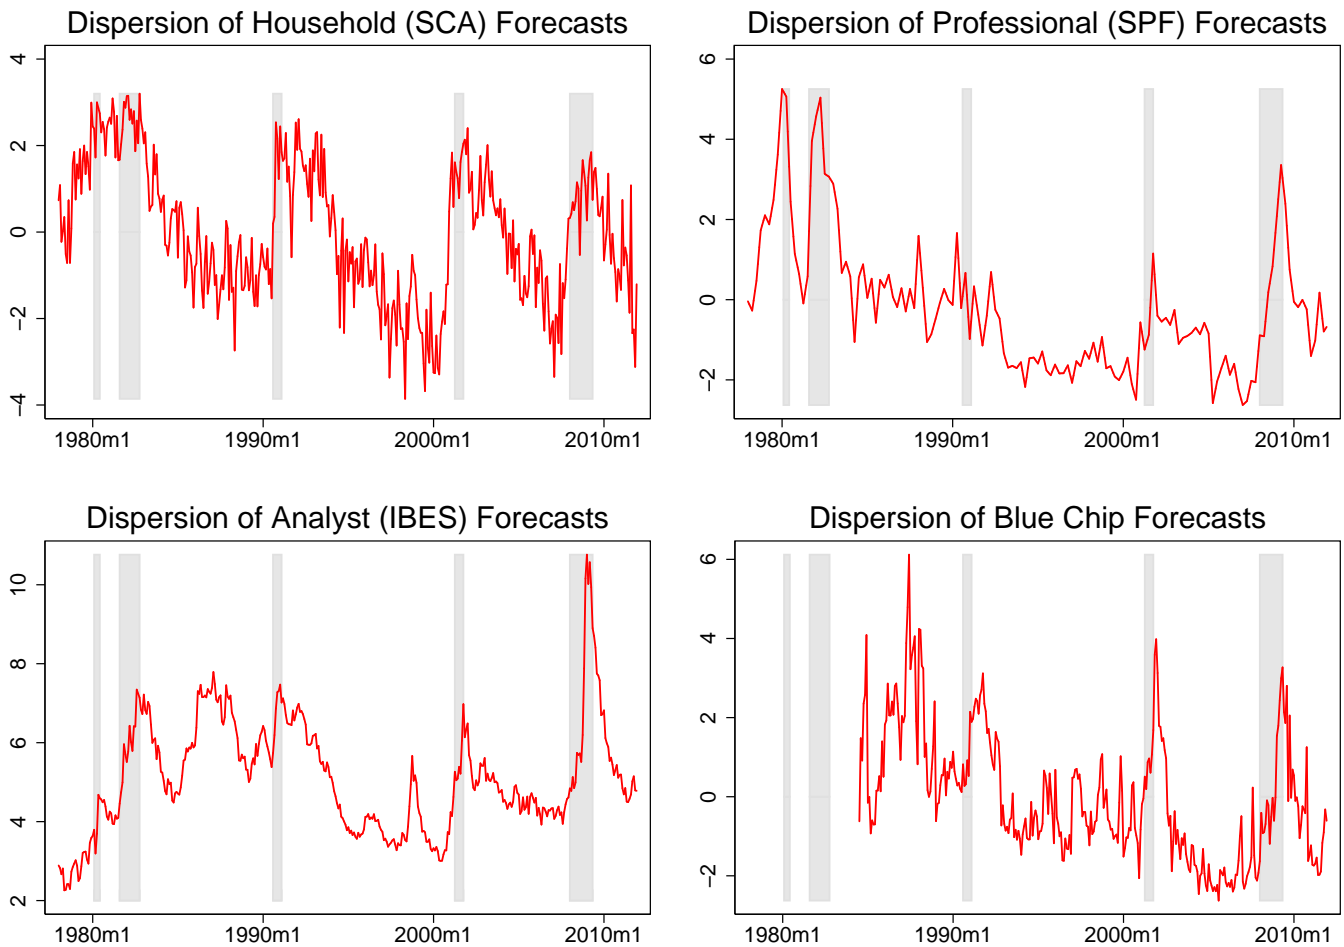 Dispersion of Household (SCA) Forecasts
4
2
0
−2
−4
1980m1 1990m1 2000m1 2010m1
Dispersion of Professional (SPF) Forecasts
6
4
2
0
−2
1980m1 1990m1 2000m1 2010m1
Dispersion of Analyst (IBES) Forecasts
10
8
6
4
2
1980m1 1990m1 2000m1 2010m1
Dispersion of Blue Chip Forecasts
6
4
2
0
−2
1980m1 1990m1 2000m1 2010m1